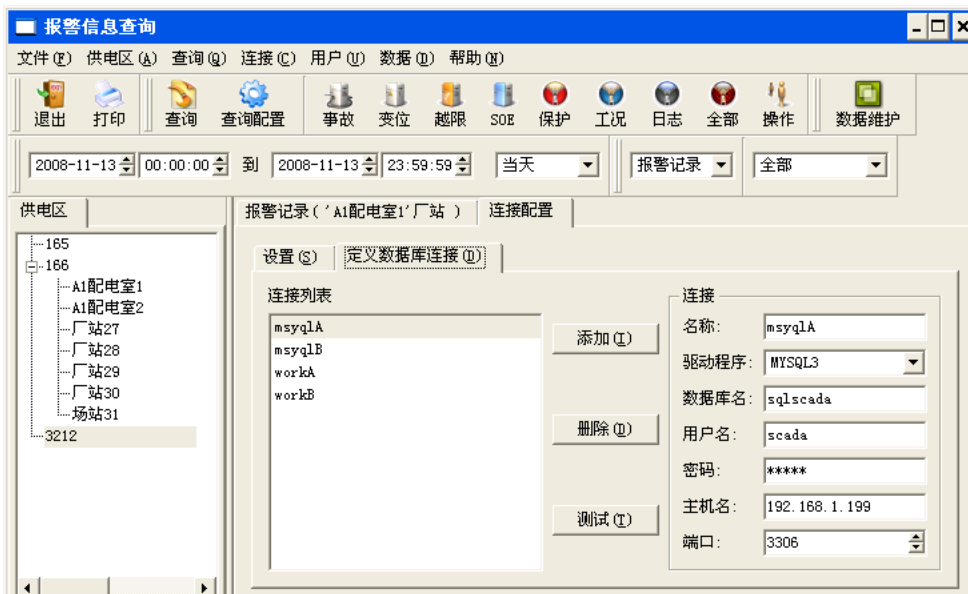 报警信息查询
文件(F) 供电区(A) 查询(Q) 连接(C) 用户(U) 数据(D) 帮助(N)
退出 打印 查询 查询配置 事故 变位 越限 SOE 保护 工况 日志 全部 操作 数据维护
2008-11-13 00:00:00 到 2008-11-13 23:59:59 当天 报警记录 全部
供电区 报警记录('A1配电室1'厂站 ) 连接配置
165
166
A1配电室1
A1配电室2
厂站27
厂站28
厂站29
厂站30
场站31
3212
设置(S) 定义数据库连接(D)
连接列表
msyqlA
msyqlB
workA
workB
添加(I)
删除(D)
测试(T)
连接
名称: msyqlA
驱动程序: MYSQL3
数据库名: sqlscada
用户名: scada
密码: *****
主机名: 192.168.1.199
端口: 3306